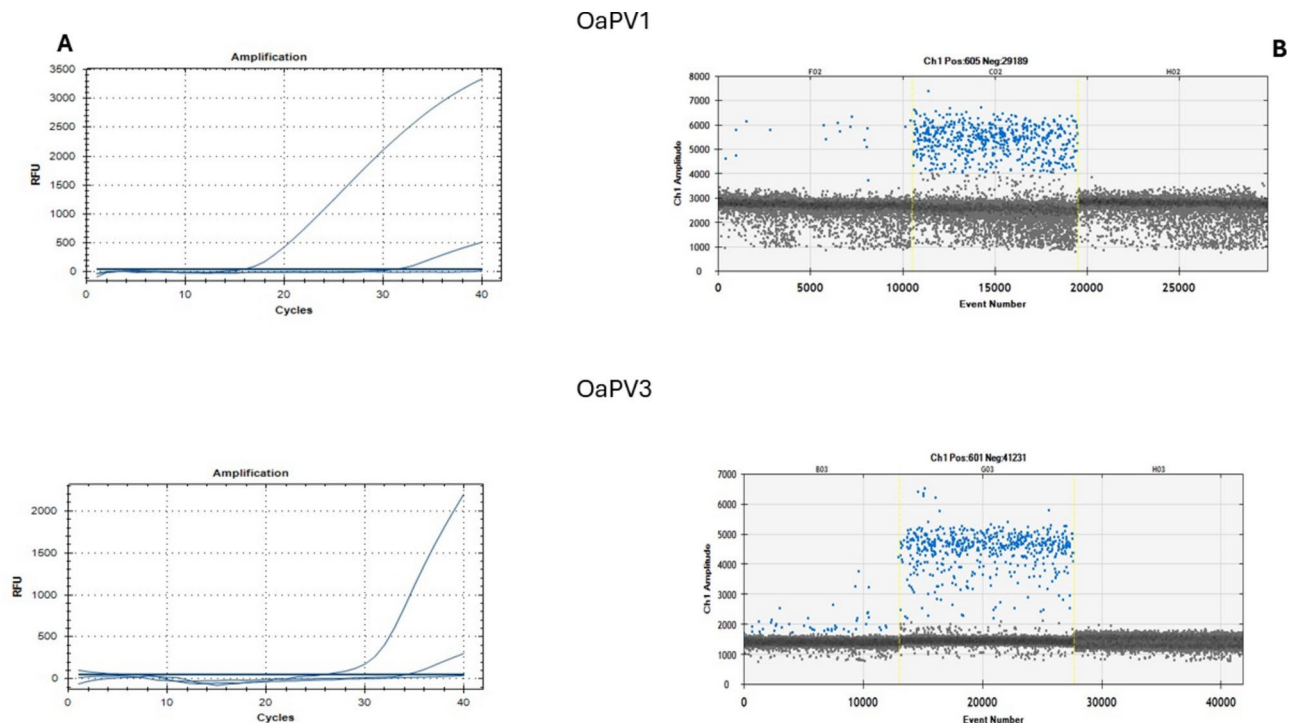 OaPV1
A
B
Amplification
3500
3000
2500
2000
1500
1000
500
0
RFU
0 10 20 30 40
Cycles
Ch1 Pos:605 Neg:29189
F02 C02 H02
8000
7000
6000
5000
4000
3000
2000
1000
0
Ch1 Amplitude
0 5000 10000 15000 20000 25000
Event Number
OaPV3
Amplification
2000
1500
1000
500
0
RFU
0 10 20 30 40
Cycles
Ch1 Pos:601 Neg:41231
B03 G03 H03
7000
6000
5000
4000
3000
2000
1000
0
Ch1 Amplitude
0 10000 20000 30000 40000
Event Number